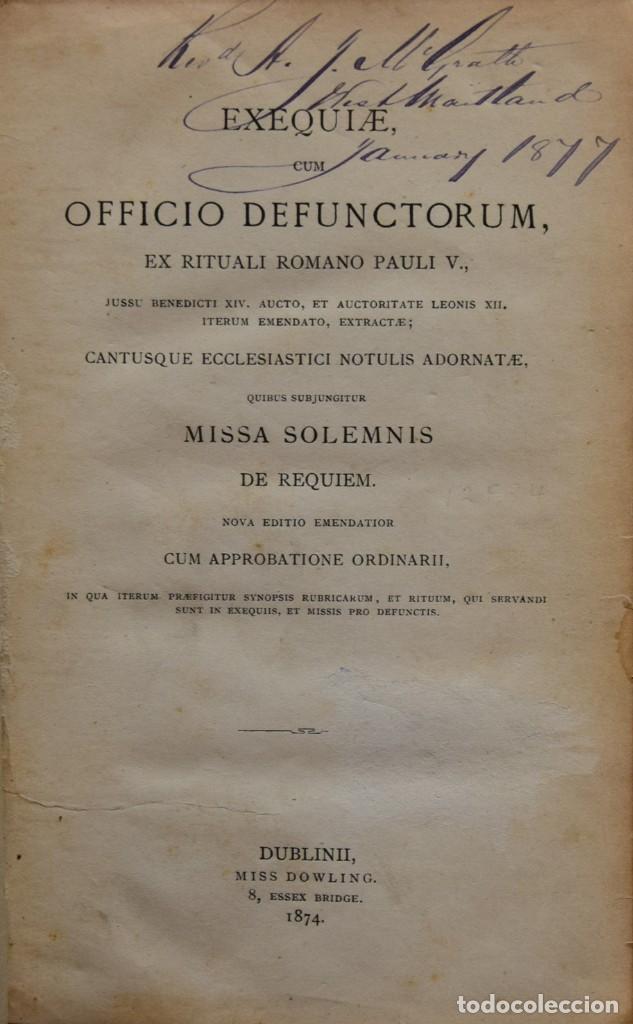 Revd A. J. McGrath
West Maitland
January 1877
EXEQUIÆ,
CUM
OFFICIO DEFUNCTORUM,
EX RITUALI ROMANO PAULI V.,
JUSSU BENEDICTI XIV. AUCTO, ET AUCTORITATE LEONIS XII.
ITERUM EMENDATO, EXTRACTÆ;
CANTUSQUE ECCLESIASTICI NOTULIS ADORNATÆ,
QUIBUS SUBJUNGITUR
MISSA SOLEMNIS
DE REQUIEM.
NOVA EDITIO EMENDATIOR
CUM APPROBATIONE ORDINARII,
IN QUA ITERUM PRÆFIGITUR SYNOPSIS RUBRICARUM, ET RITUUM, QUI SERVANDI
SUNT IN EXEQUIIS, ET MISSIS PRO DEFUNCTIS.
DUBLINII,
MISS DOWLING.
8, ESSEX BRIDGE.
1874.
todocoleccion